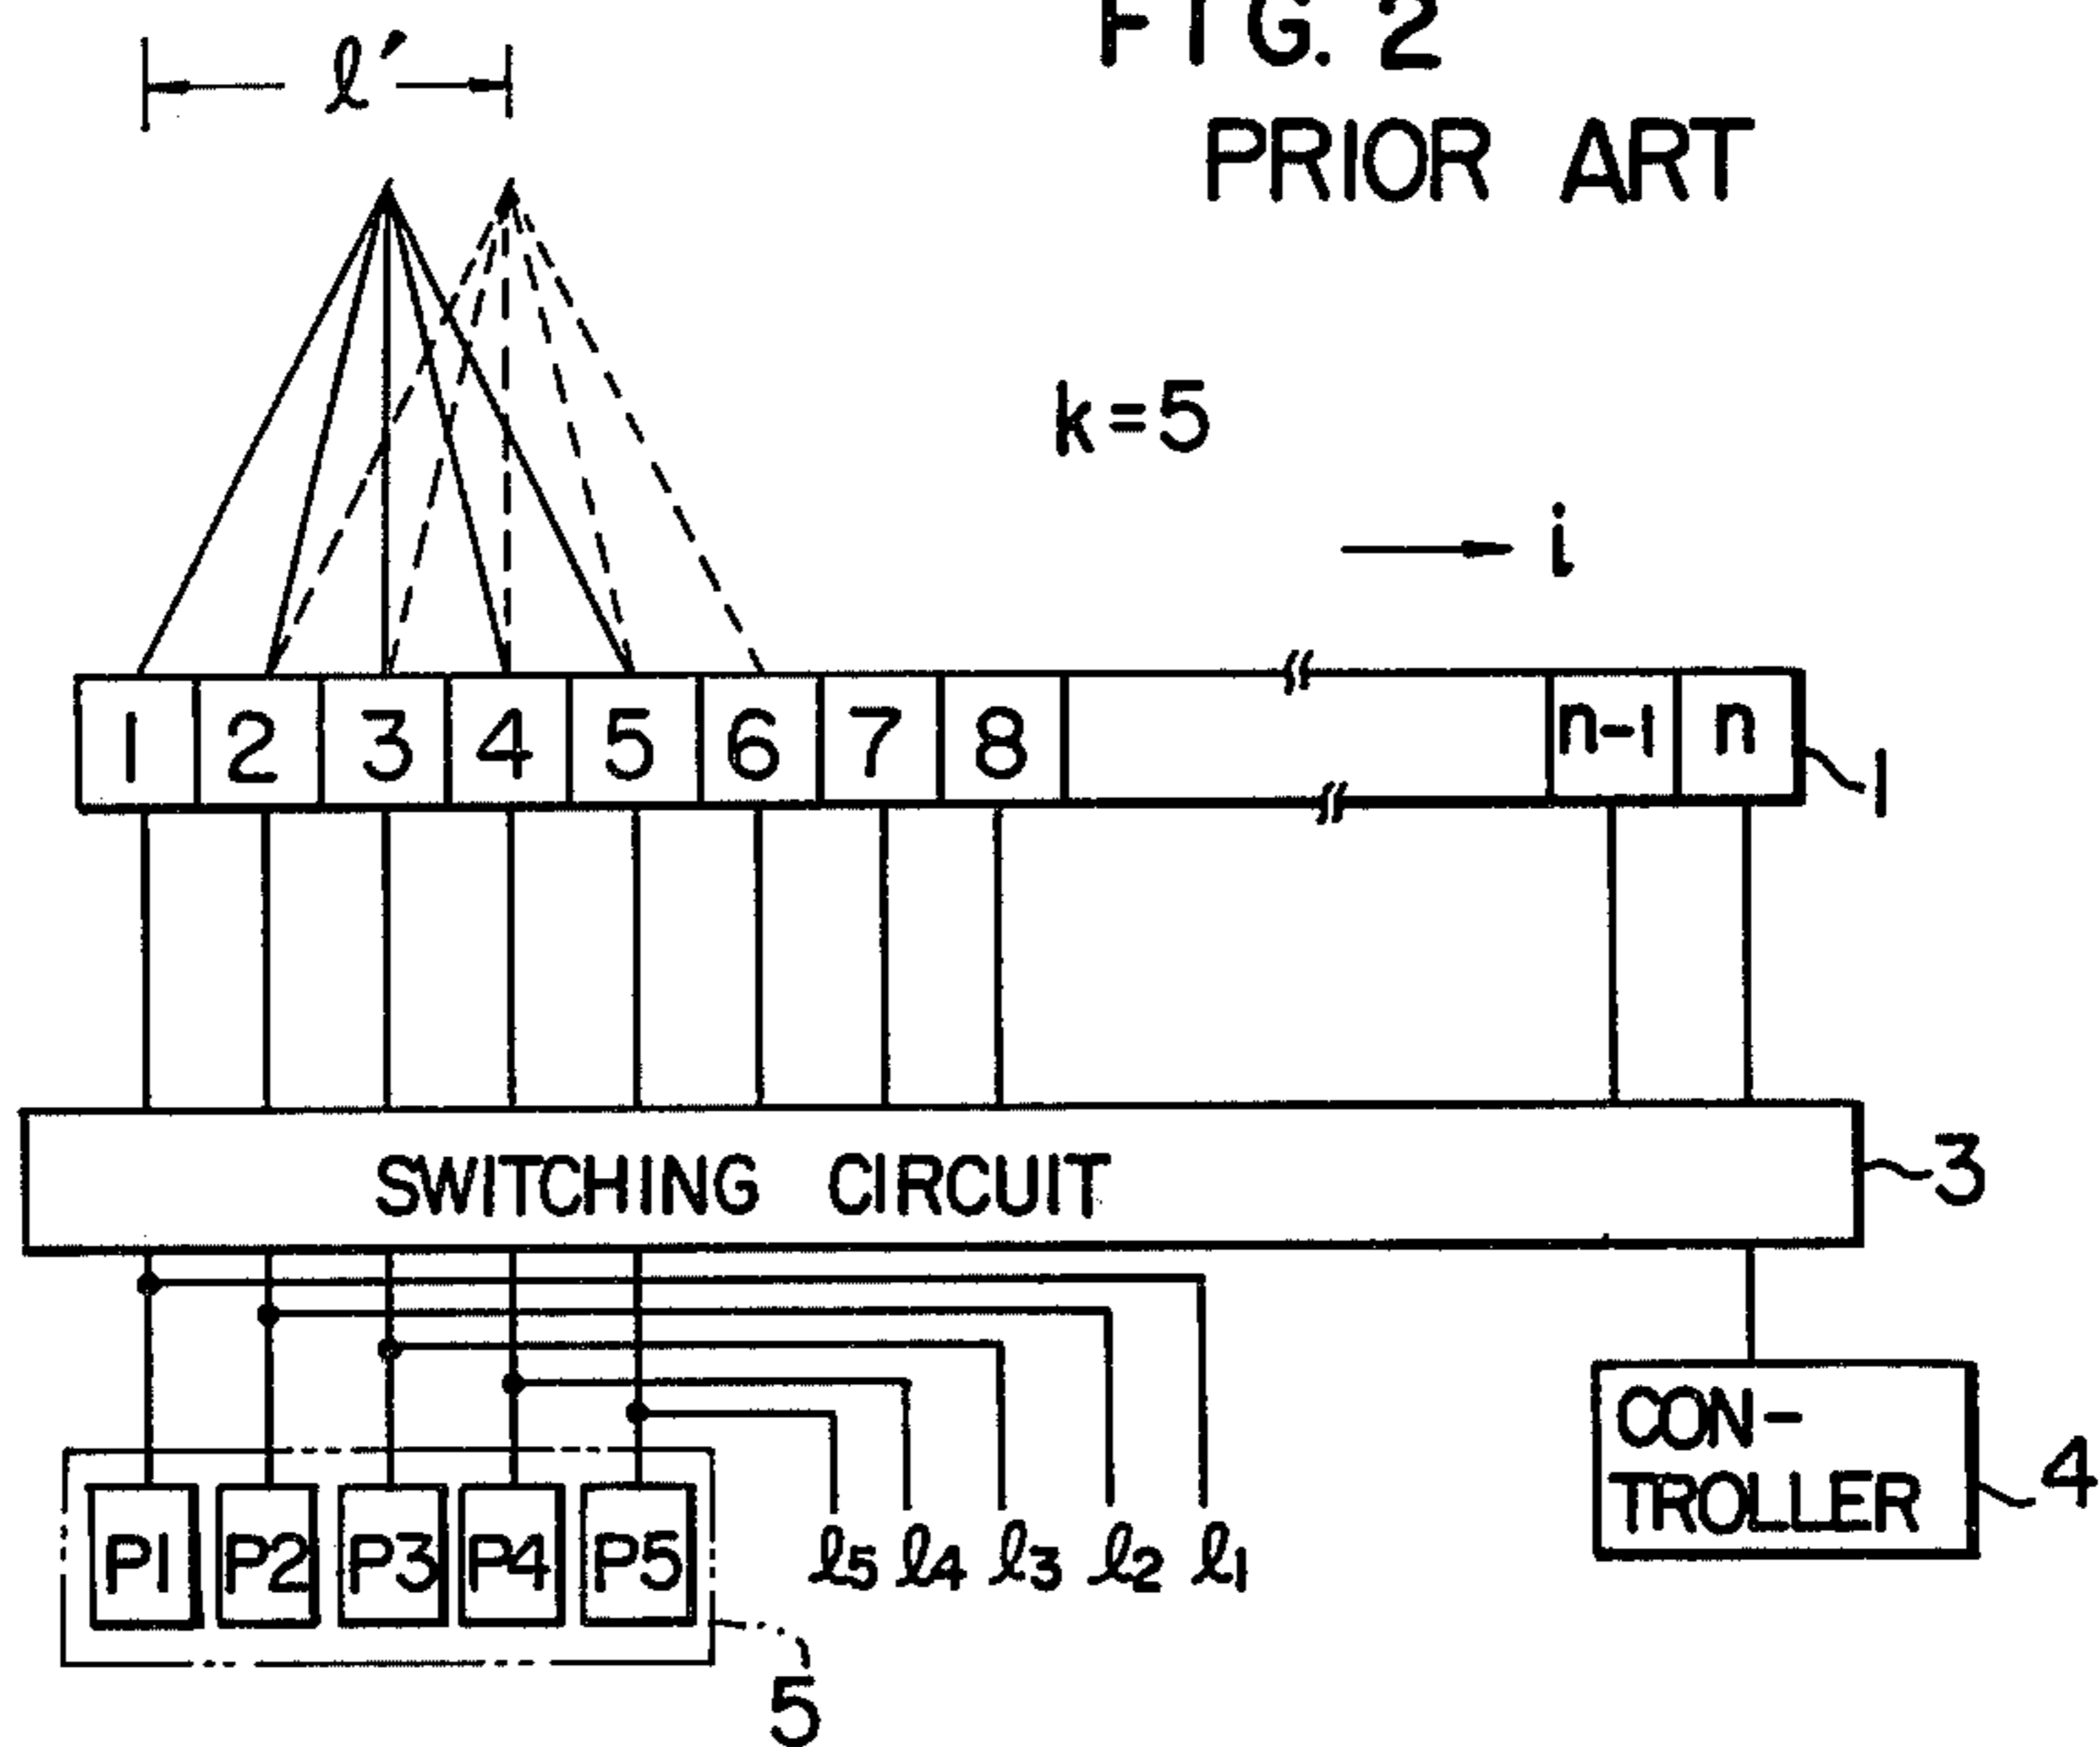 FIG. 2
PRIOR ART
ℓ′
k=5
i
1 2 3 4 5 6 7 8 n-1 n
1
SWITCHING CIRCUIT
3
CON-
TROLLER
4
P1 P2 P3 P4 P5
ℓ5 ℓ4 ℓ3 ℓ2 ℓ1
5